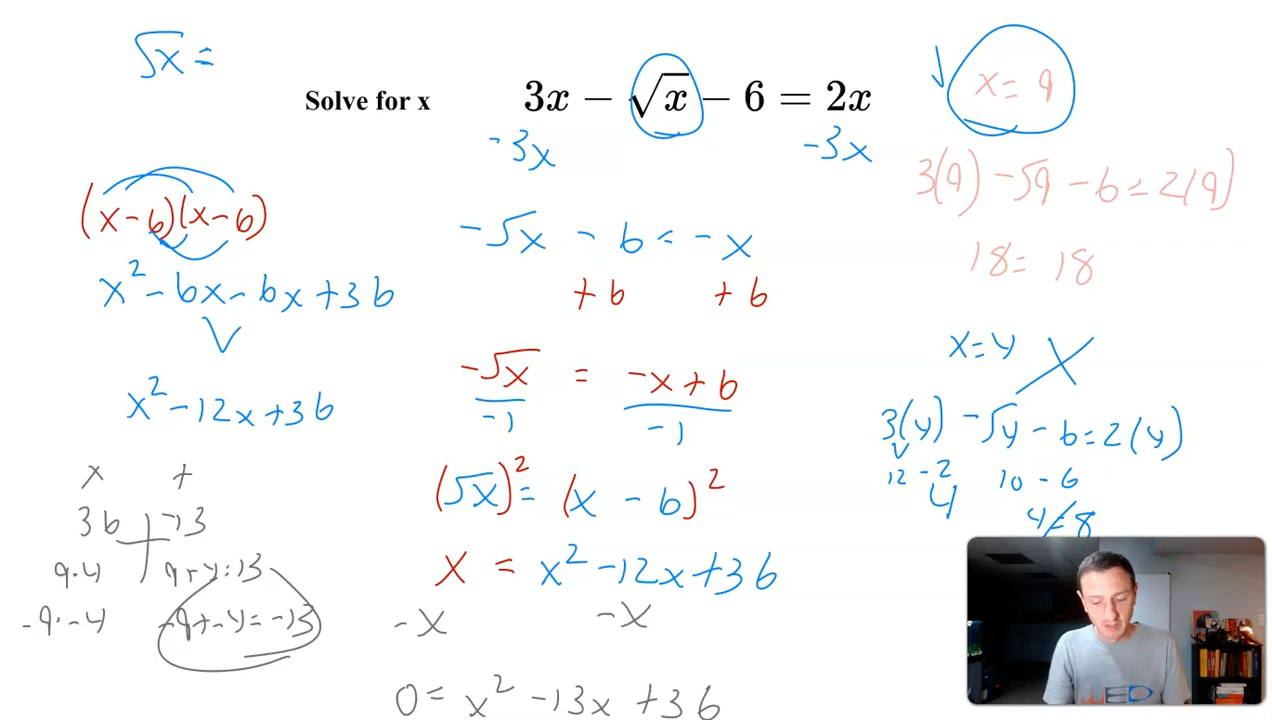 √x =
Solve for x
3x − √x − 6 = 2x
-3x -3x
x = 9
3(9) - √9 - 6 = 2(9)
18 = 18
(x - 6)(x - 6)
x² - 6x - 6x + 36
x² - 12x + 36
-√x - 6 = -x
+6 +6
-√x = -x + 6
-1 -1
(√x)² = (x - 6)²
x = x² - 12x + 36
-x -x
0 = x² - 13x + 36
x +
36 -13
9·4 9+4=13
-9·-4 -9+-4=-13
x=4 X
3(4) - √4 - 6 = 2(4)
12 - 2 10 - 6
4 4≠8